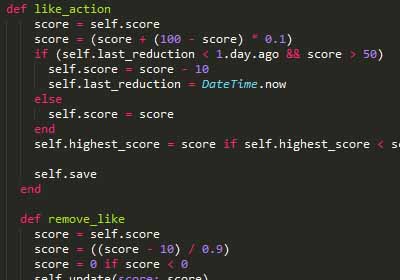 def like_action
score = self.score
score = (score + (100 - score) * 0.1)
if (self.last_reduction < 1.day.ago && score > 50)
self.score = score - 10
self.last_reduction = DateTime.now
else
self.score = score
end
self.highest_score = score if self.highest_score < sc
self.save
end
def remove_like
score = self.score
score = ((score - 10) / 0.9)
score = 0 if score < 0
self.update(score: score)